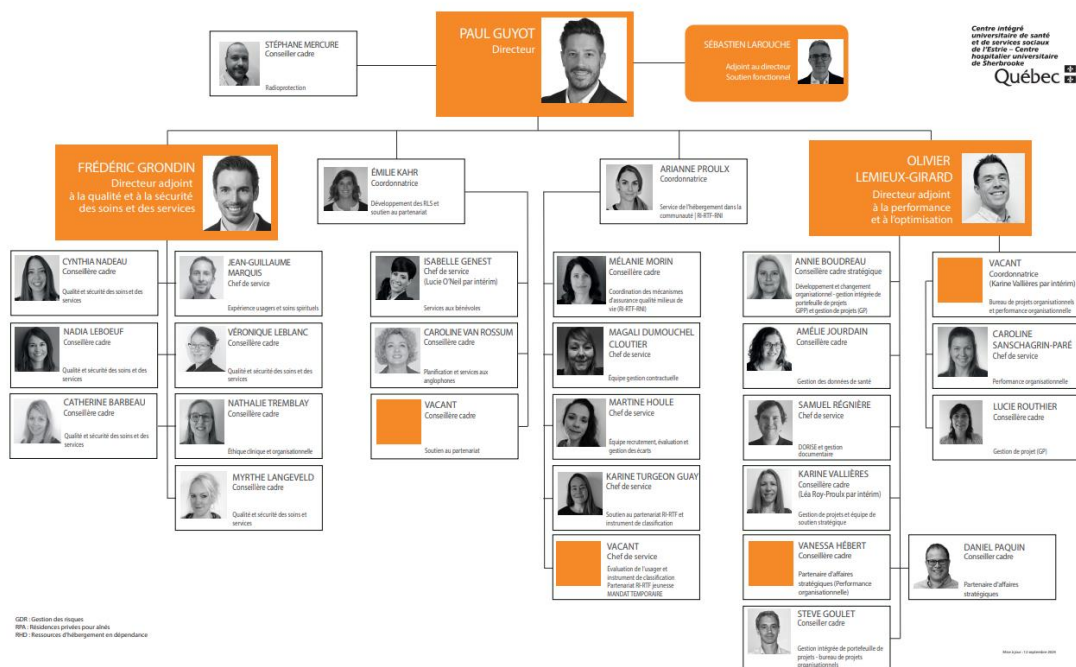 STÉPHANE MERCURE
Conseiller cadre
Radioprotection
PAUL GUYOT
Directeur
SÉBASTIEN LAROUCHE
Adjoint au directeur
Soutien fonctionnel
Centre intégré
universitaire de santé
et de services sociaux
de l'Estrie – Centre
hospitalier universitaire
de Sherbrooke
Québec
FRÉDÉRIC GRONDIN
Directeur adjoint
à la qualité et à la sécurité
des soins et des services
ÉMILIE KAHR
Coordonnatrice
Développement des RLS et
soutien au partenariat
ARIANNE PROULX
Coordonnatrice
Service de l'hébergement dans la
communauté | RI-RTF-RNI
OLIVIER
LEMIEUX-GIRARD
Directeur adjoint
à la performance
et à l'optimisation
CYNTHIA NADEAU
Conseillère cadre
Qualité et sécurité des soins et des
services
JEAN-GUILLAUME
MARQUIS
Chef de service
Expérience usagers et soins spirituels
NADIA LEBOEUF
Conseillère cadre
Qualité et sécurité des soins et des
services
VÉRONIQUE LEBLANC
Conseillère cadre
Qualité et sécurité des soins et des
services
CATHERINE BARBEAU
Conseillère cadre
Qualité et sécurité des soins et des
services
NATHALIE TREMBLAY
Conseillère cadre
Éthique clinique et organisationnelle
MYRTHE LANGEVELD
Conseillère cadre
Qualité et sécurité des soins et des
services
ISABELLE GENEST
Chef de service
(Lucie O'Neil par intérim)
Services aux bénévoles
CAROLINE VAN ROSSUM
Conseillère cadre
Planification et services aux
anglophones
VACANT
Conseillère cadre
Soutien au partenariat
MÉLANIE MORIN
Conseillère cadre
Coordination des mécanismes
d'assurance qualité milieux de
vie (RI-RTF-RNI)
MAGALI DUMOUCHEL
CLOUTIER
Chef de service
Équipe gestion contractuelle
MARTINE HOULE
Chef de service
Équipe recrutement, évaluation et
gestion des écarts
KARINE TURGEON GUAY
Chef de service
Soutien au partenariat RI-RTF et
instrument de classification
VACANT
Chef de service
Évaluation de l'usager et
instrument de classification
Partenariat RI-RTF jeunesse
MANDAT TEMPORAIRE
ANNIE BOUDREAU
Conseillère cadre stratégique
Développement et changement
organisationnel - gestion intégrée de
portefeuille de projets
GIPP) et gestion de projets (GP)
AMÉLIE JOURDAIN
Conseillère cadre
Gestion des données de santé
SAMUEL RÉGNIÈRE
Chef de service
DORISE et gestion
documentaire
KARINE VALLIÈRES
Conseillère cadre
(Léa Roy-Proulx par intérim)
Gestion de projets et équipe de
soutien stratégique
VANESSA HÉBERT
Conseillère cadre
Partenaire d'affaires
stratégiques (Performance
organisationnelle)
STEVE GOULET
Conseiller cadre
Gestion intégrée de portefeuille de
projets - bureau de projets
organisationnels
VACANT
Coordonnatrice
(Karine Vallières par intérim)
Bureau de projets organisationnels
et performance organisationnelle
CAROLINE
SANSCHAGRIN-PARÉ
Chef de service
Performance organisationnelle
LUCIE ROUTHIER
Conseillère cadre
Gestion de projet (GP)
DANIEL PAQUIN
Conseiller cadre
Partenaire d'affaires
stratégiques
GDR : Gestion des risques
RPA : Résidences privées pour aînés
RHD : Ressources d'hébergement en dépendance